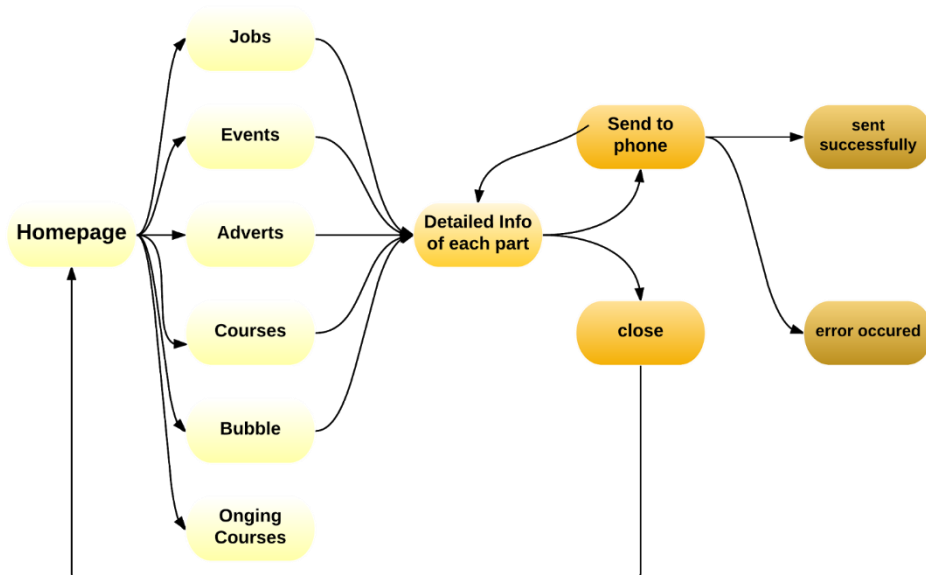 Jobs
Events
Homepage
Adverts
Courses
Bubble
Onging
Courses
Detailed Info
of each part
Send to
phone
close
sent
successfully
error occured